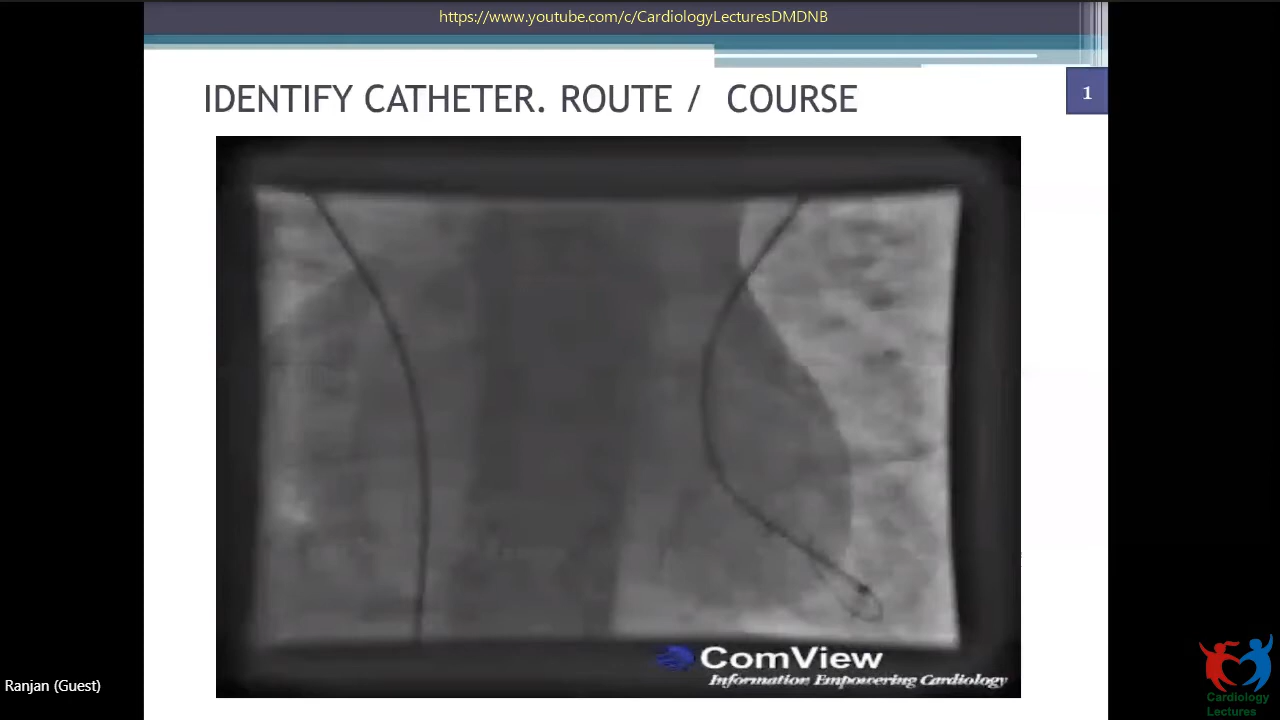 https://www.youtube.com/c/CardiologyLecturesDMDNB
IDENTIFY CATHETER. ROUTE / COURSE
1
ComView
Information Empowering Cardiology
Ranjan (Guest)
Cardiology
Lectures